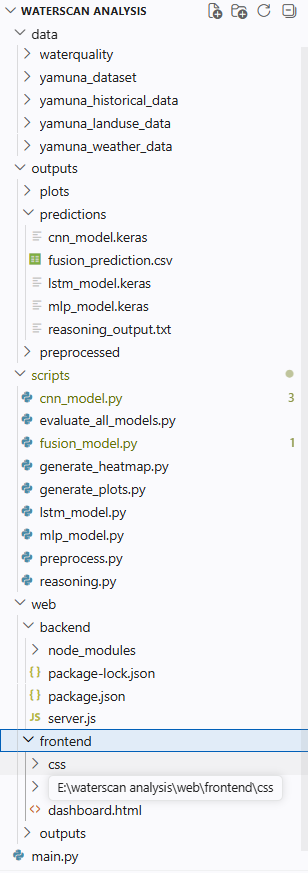 WATERSCAN ANALYSIS
data
waterquality
yamuna_dataset
yamuna_historical_data
yamuna_landuse_data
yamuna_weather_data
outputs
plots
predictions
cnn_model.keras
fusion_prediction.csv
lstm_model.keras
mlp_model.keras
reasoning_output.txt
preprocessed
scripts
cnn_model.py 3
evaluate_all_models.py
fusion_model.py 1
generate_heatmap.py
generate_plots.py
lstm_model.py
mlp_model.py
preprocess.py
reasoning.py
web
backend
node_modules
{} package-lock.json
{} package.json
JS server.js
frontend
css
E:\waterscan analysis\web\frontend\css
<> dashboard.html
outputs
main.py